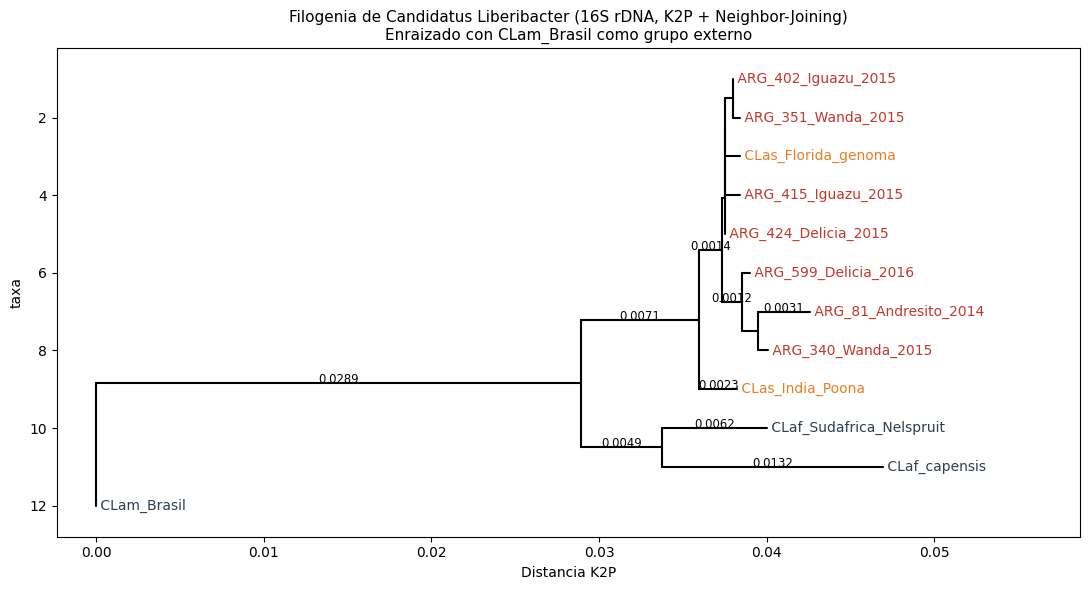 Filogenia de Candidatus Liberibacter (16S rDNA, K2P + Neighbor-Joining)
Enraizado con CLam_Brasil como grupo externo
ARG_402_Iguazu_2015
2
ARG_351_Wanda_2015
CLas_Florida_genoma
4
ARG_415_Iguazu_2015
ARG_424_Delicia_2015
0.0014
6
ARG_599_Delicia_2016
0.0012
0.0031
ARG_81_Andresito_2014
0.0071
8
ARG_340_Wanda_2015
0.0289
0.0023
CLas_India_Poona
10
0.0062
CLaf_Sudafrica_Nelspruit
0.0049
0.0132
CLaf_capensis
12
CLam_Brasil
taxa
0.00
0.01
0.02
0.03
0.04
0.05
Distancia K2P